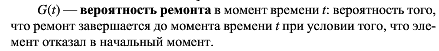 G(t) — вероятность ремонта в момент времени t: вероятность того,
что ремонт завершается до момента времени t при условии того, что эле-
мент отказал в начальный момент.